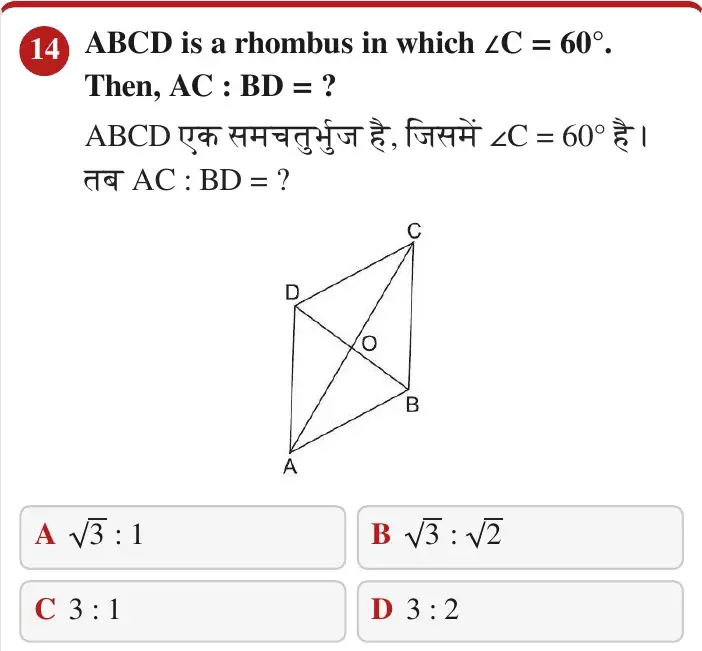 14 ABCD is a rhombus in which ∠C = 60°.
Then, AC : BD = ?
ABCD एक समचतुर्भुज है, जिसमें ∠C = 60° है।
तब AC : BD = ?
C
D
O
B
A
A √3 : 1
B √3 : √2
C 3 : 1
D 3 : 2